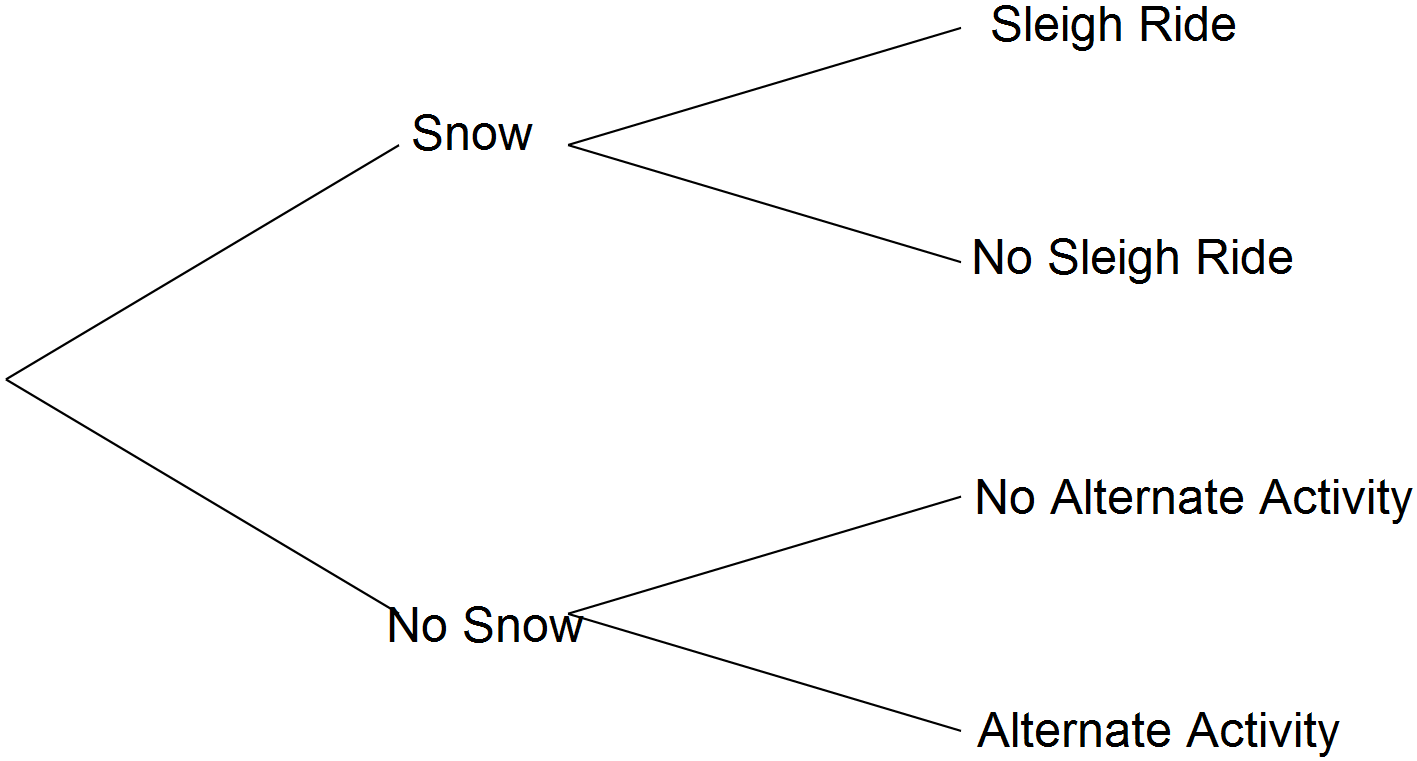 Sleigh Ride
Snow
No Sleigh Ride
No Alternate Activity
No Snow
Alternate Activity